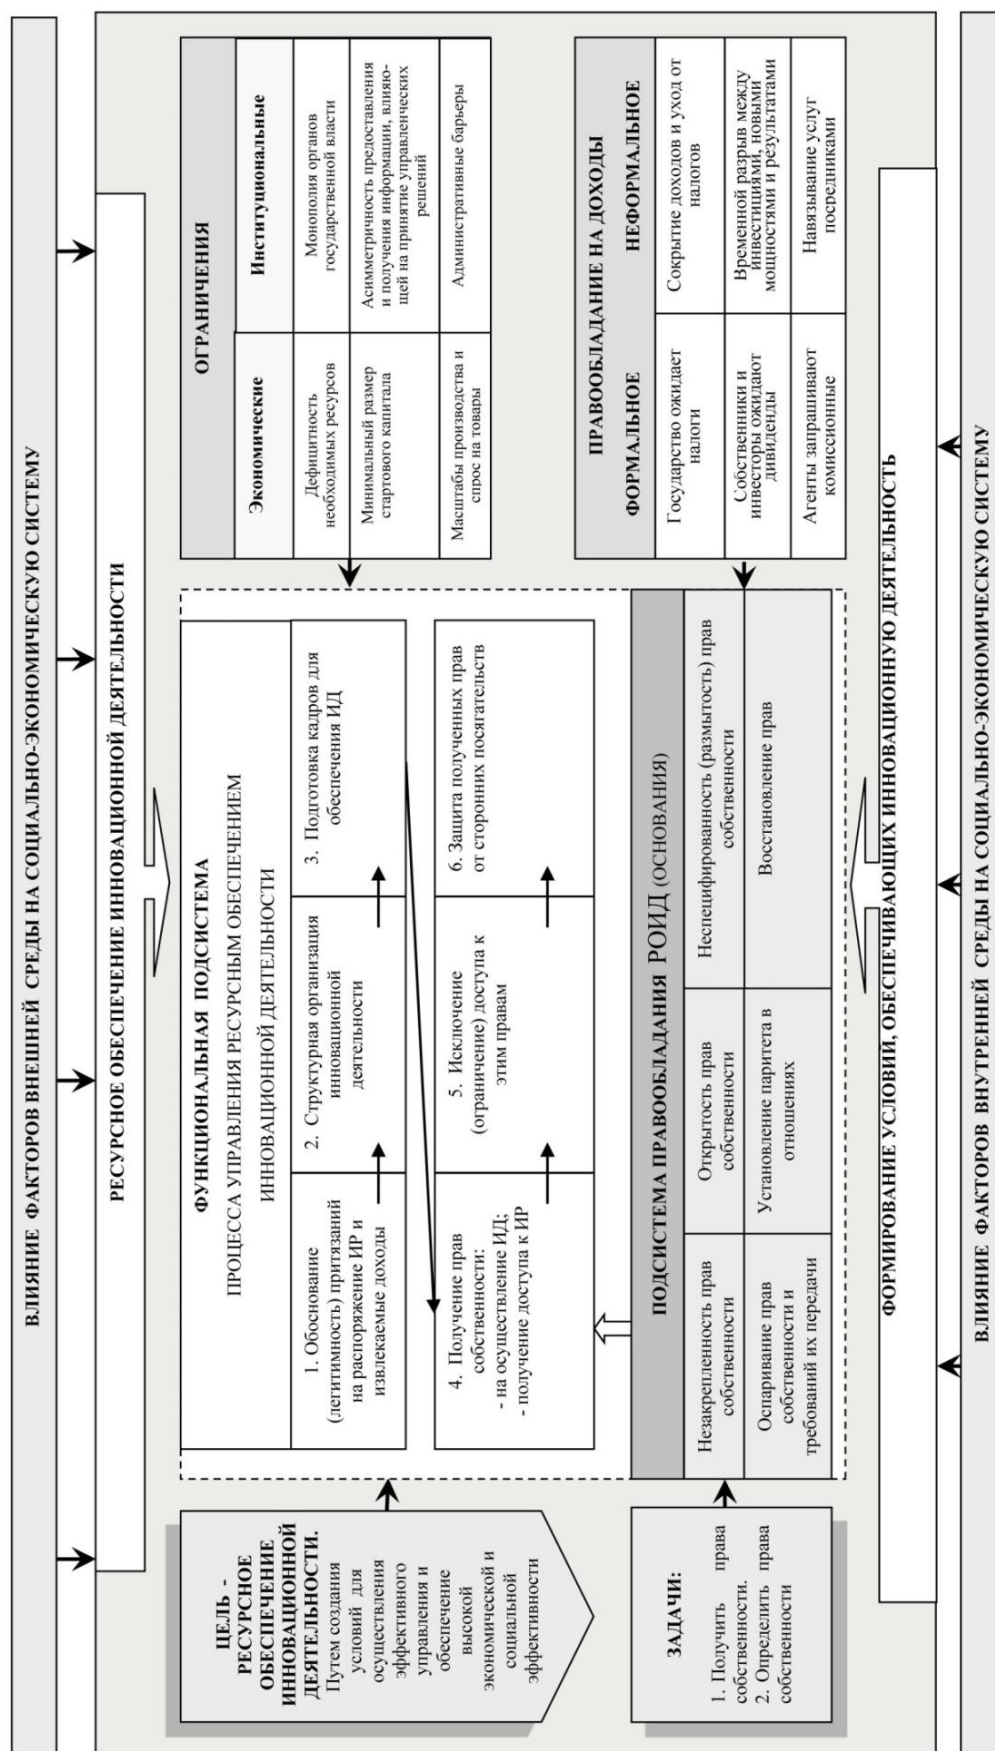 ВЛИЯНИЕ ФАКТОРОВ ВНЕШНЕЙ СРЕДЫ НА СОЦИАЛЬНО-ЭКОНОМИЧЕСКУЮ СИСТЕМУ
РЕСУРСНОЕ ОБЕСПЕЧЕНИЕ ИННОВАЦИОННОЙ ДЕЯТЕЛЬНОСТИ
ЦЕЛЬ -
РЕСУРСНОЕ
ОБЕСПЕЧЕНИЕ
ИННОВАЦИОННОЙ
ДЕЯТЕЛЬНОСТИ.
Путем создания
условий для
осуществления
эффективного
управления и
обеспечение
высокой
экономической и
социальной
эффективности
ЗАДАЧИ:
1. Получить права
собственности.
2. Определить права
собственности
ФУНКЦИОНАЛЬНАЯ ПОДСИСТЕМА
ПРОЦЕССА УПРАВЛЕНИЯ РЕСУРСНЫМ ОБЕСПЕЧЕНИЕМ
ИННОВАЦИОННОЙ ДЕЯТЕЛЬНОСТИ
1. Обоснование
(легитимность) притязаний
на распоряжение ИР и
извлекаемые доходы
2. Структурная организация
инновационной
деятельности
3. Подготовка кадров для
обеспечения ИД
4. Получение прав
собственности:
- на осуществление ИД;
- получение доступа к ИР
5. Исключение
(ограничение) доступа к
этим правам
6. Защита полученных прав
от сторонних посягательств
ПОДСИСТЕМА ПРАВООБЛАДАНИЯ РОИД (ОСНОВАНИЯ)
Незакрепленность прав
собственности
Открытость прав
собственности
Неспецифированность (размытость) прав
собственности
Оспаривание прав
собственности и
требований их передачи
Установление паритета в
отношениях
Восстановление прав
ОГРАНИЧЕНИЯ
Экономические
Институциональные
Дефицитность
необходимых ресурсов
Монополия органов
государственной власти
Минимальный размер
стартового капитала
Асимметричность предоставления
и получения информации, влияю-
щей на принятие управленческих
решений
Масштабы производства и
спрос на товары
Административные барьеры
ПРАВООБЛАДАНИЕ НА ДОХОДЫ
ФОРМАЛЬНОЕ
НЕФОРМАЛЬНОЕ
Государство ожидает
налоги
Сокрытие доходов и уход от
налогов
Собственники и
инвесторы ожидают
дивиденды
Временной разрыв между
инвестициями, новыми
мощностями и результатами
Агенты запрашивают
комиссионные
Навязывание услуг
посредниками
ФОРМИРОВАНИЕ УСЛОВИЙ, ОБЕСПЕЧИВАЮЩИХ ИННОВАЦИОННУЮ ДЕЯТЕЛЬНОСТЬ
ВЛИЯНИЕ ФАКТОРОВ ВНУТРЕННЕЙ СРЕДЫ НА СОЦИАЛЬНО-ЭКОНОМИЧЕСКУЮ СИСТЕМУ